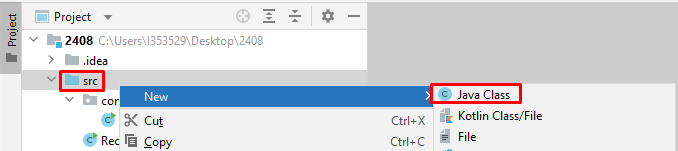 Project
Project
2408 C:\Users\I353529\Desktop\2408
.idea
src
con
New
Java Class
Cut Ctrl+X
Kotlin Class/File
Rec
Copy Ctrl+C
File